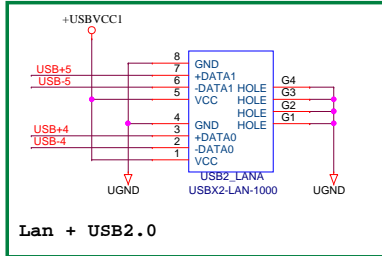 +USBVCC1
8 GND
USB+5 7 +DATA1
USB-5 6 -DATA1 HOLE G4
5 VCC HOLE G3
HOLE G2
4 GND HOLE G1
USB+4 3 +DATA0
USB-4 2 -DATA0
1 VCC
USB2_LANA
UGND USBX2-LAN-1000 UGND
Lan + USB2.0